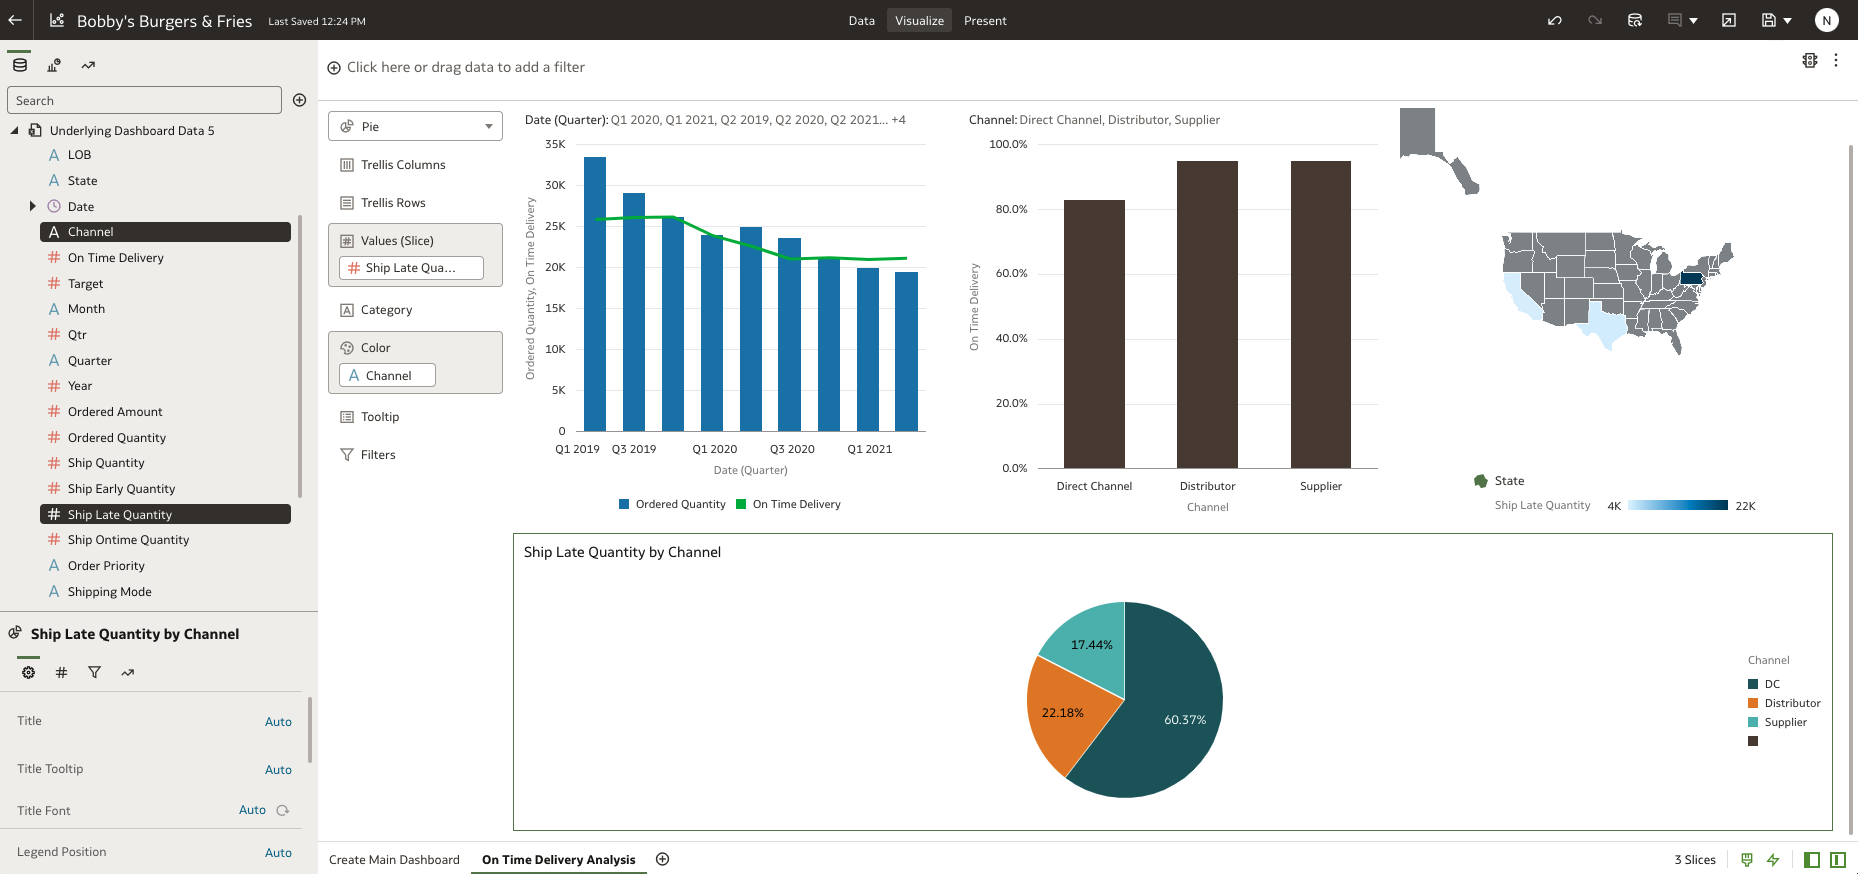 Bobby's Burgers & Fries Last Saved 12:24 PM
Data Visualize Present
N
Search
Underlying Dashboard Data 5
A LOB
A State
Date
A Channel
# On Time Delivery
# Target
A Month
# Qtr
A Quarter
# Year
# Ordered Amount
# Ordered Quantity
# Ship Quantity
# Ship Early Quantity
# Ship Late Quantity
# Ship Ontime Quantity
A Order Priority
A Shipping Mode
Ship Late Quantity by Channel
#
Title Auto
Title Tooltip Auto
Title Font Auto
Legend Position Auto
Click here or drag data to add a filter
Pie
Trellis Columns
Trellis Rows
# Values (Slice)
# Ship Late Qua...
A Category
Color
A Channel
Tooltip
Filters
Date (Quarter): Q1 2020, Q1 2021, Q2 2019, Q2 2020, Q2 2021... +4
35K
30K
25K
20K
15K
10K
5K
0
Ordered Quantity, On Time Delivery
Q1 2019 Q3 2019 Q1 2020 Q3 2020 Q1 2021
Date (Quarter)
Ordered Quantity On Time Delivery
Channel: Direct Channel, Distributor, Supplier
100.0%
80.0%
60.0%
40.0%
20.0%
0.0%
On Time Delivery
Direct Channel Distributor Supplier
Channel
State
Ship Late Quantity 4K 22K
Ship Late Quantity by Channel
17.44%
22.18%
60.37%
Channel
DC
Distributor
Supplier
Create Main Dashboard On Time Delivery Analysis
3 Slices